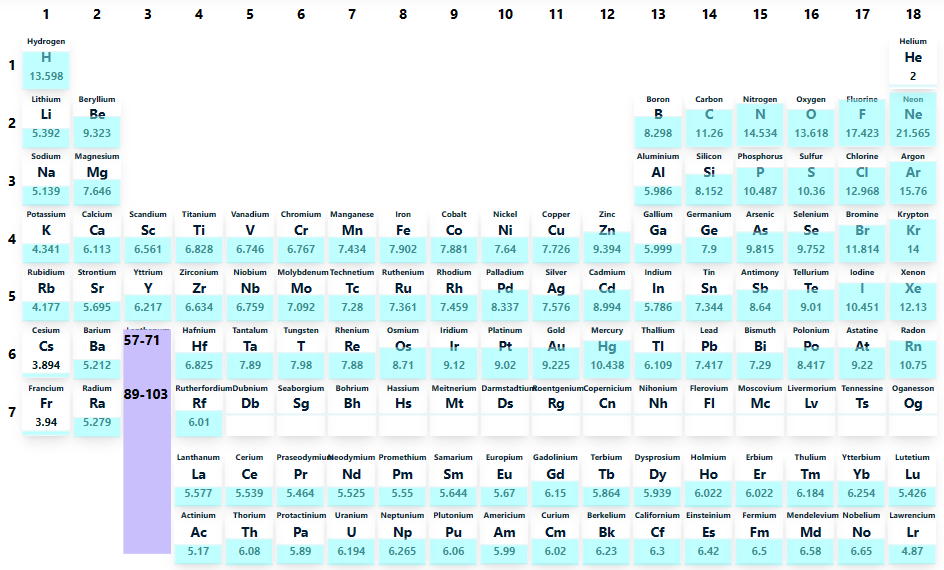 1 2 3 4 5 6 7 8 9 10 11 12 13 14 15 16 17 18
Hydrogen Helium
1 H He
13.598 2
Lithium Beryllium Boron Carbon Nitrogen Oxygen Fluorine Neon
2 Li Be B C N O F Ne
5.392 9.323 8.298 11.26 14.534 13.618 17.423 21.565
Sodium Magnesium Aluminium Silicon Phosphorus Sulfur Chlorine Argon
3 Na Mg Al Si P S Cl Ar
5.139 7.646 5.986 8.152 10.487 10.36 12.968 15.76
Potassium Calcium Scandium Titanium Vanadium Chromium Manganese Iron Cobalt Nickel Copper Zinc Gallium Germanium Arsenic Selenium Bromine Krypton
4 K Ca Sc Ti V Cr Mn Fe Co Ni Cu Zn Ga Ge As Se Br Kr
4.341 6.113 6.561 6.828 6.746 6.767 7.434 7.902 7.881 7.64 7.726 9.394 5.999 7.9 9.815 9.752 11.814 14
Rubidium Strontium Yttrium Zirconium Niobium Molybdenum Technetium Ruthenium Rhodium Palladium Silver Cadmium Indium Tin Antimony Tellurium Iodine Xenon
5 Rb Sr Y Zr Nb Mo Tc Ru Rh Pd Ag Cd In Sn Sb Te I Xe
4.177 5.695 6.217 6.634 6.759 7.092 7.28 7.361 7.459 8.337 7.576 8.994 5.786 7.344 8.64 9.01 10.451 12.13
Cesium Barium Hafnium Tantalum Tungsten Rhenium Osmium Iridium Platinum Gold Mercury Thallium Lead Bismuth Polonium Astatine Radon
6 Cs Ba 57-71 Hf Ta T Re Os Ir Pt Au Hg Tl Pb Bi Po At Rn
3.894 5.212 6.825 7.89 7.98 7.88 8.71 9.12 9.02 9.225 10.438 6.109 7.417 7.29 8.417 9.22 10.75
Francium Radium 89-103 Rutherfordium Dubnium Seaborgium Bohrium Hassium Meitnerium Darmstadtium Roentgenium Copernicium Nihonium Flerovium Moscovium Livermorium Tennessine Oganesson
7 Fr Ra Rf Db Sg Bh Hs Mt Ds Rg Cn Nh Fl Mc Lv Ts Og
3.94 5.279 6.01
Lanthanum Cerium Praseodymium Neodymium Promethium Samarium Europium Gadolinium Terbium Dysprosium Holmium Erbium Thulium Ytterbium Lutetium
La Ce Pr Nd Pm Sm Eu Gd Tb Dy Ho Er Tm Yb Lu
5.577 5.539 5.464 5.525 5.55 5.644 5.67 6.15 5.864 5.939 6.022 6.022 6.184 6.254 5.426
Actinium Thorium Protactinium Uranium Neptunium Plutonium Americium Curium Berkelium Californium Einsteinium Fermium Mendelevium Nobelium Lawrencium
Ac Th Pa U Np Pu Am Cm Bk Cf Es Fm Md No Lr
5.17 6.08 5.89 6.194 6.265 6.06 5.99 6.02 6.23 6.3 6.42 6.5 6.58 6.65 4.87